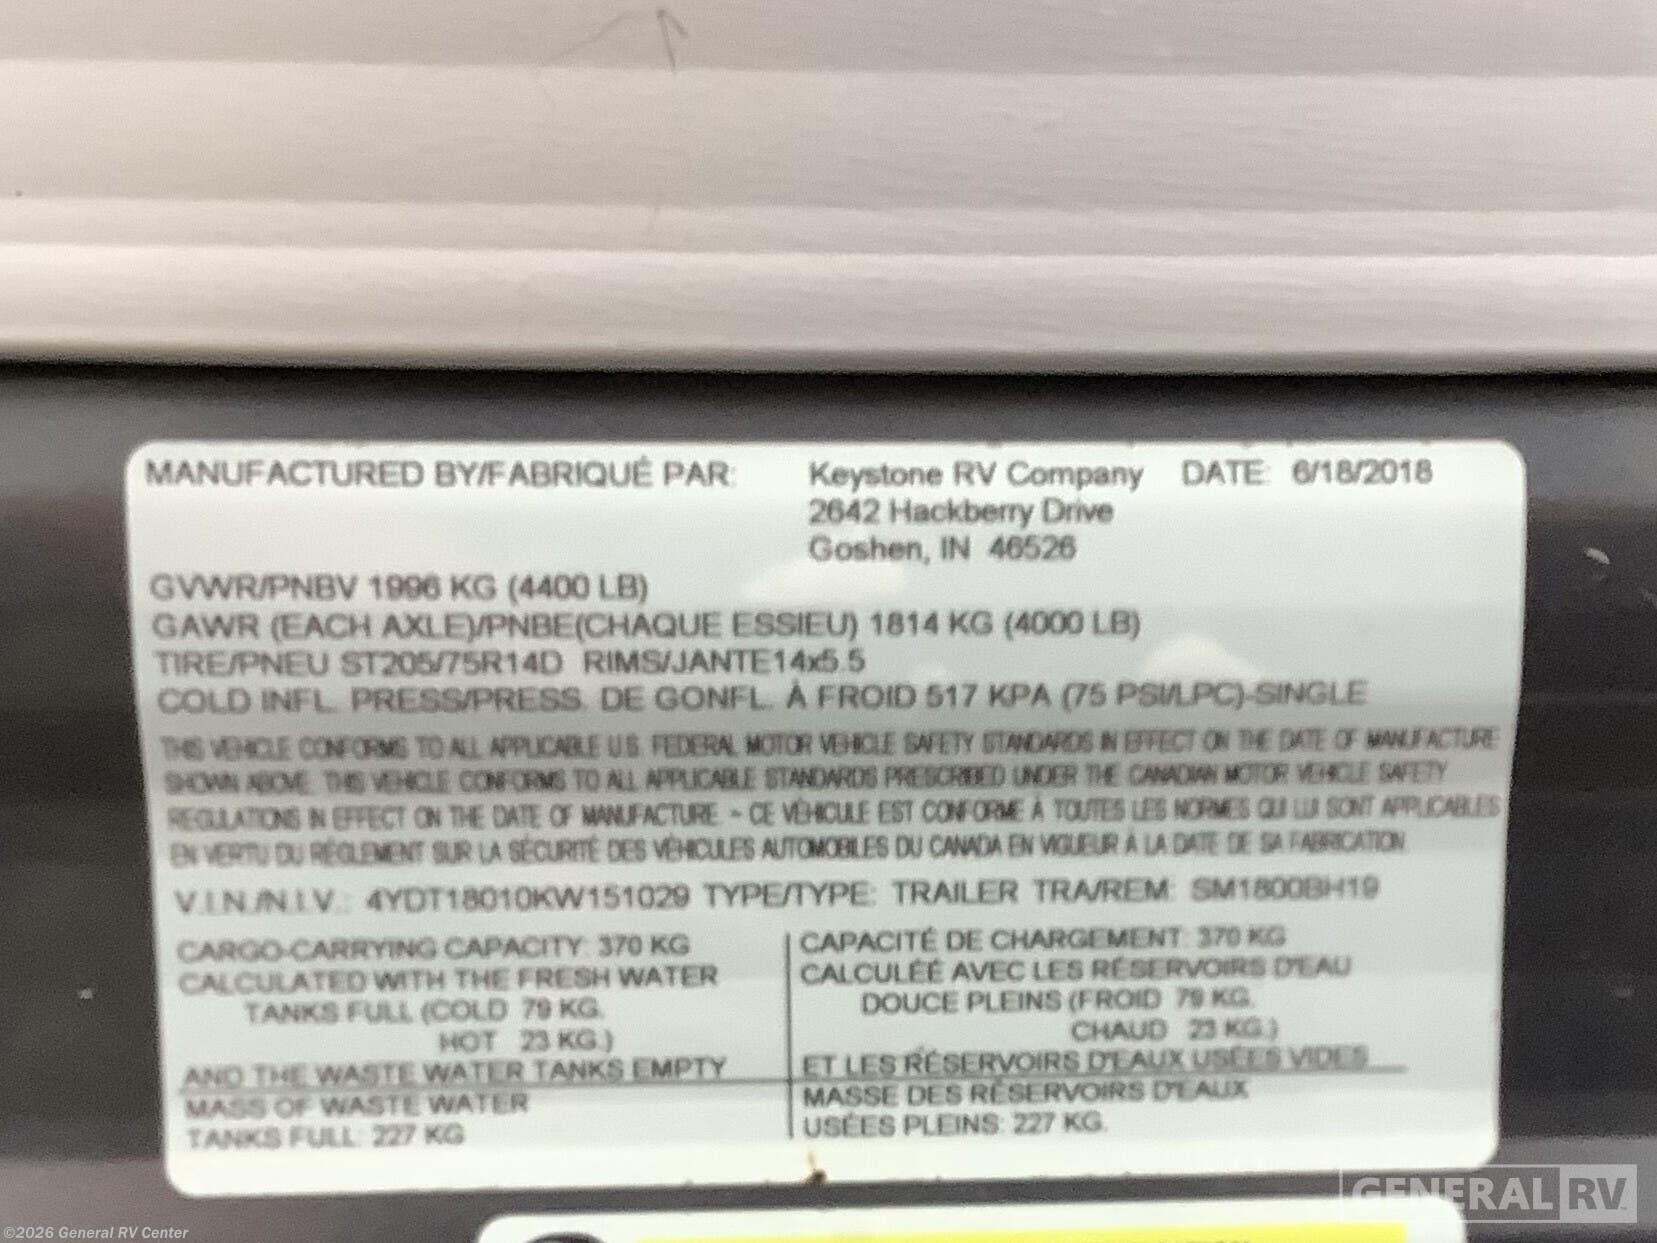 MANUFACTURED BY/FABRIQUÉ PAR: Keystone RV Company DATE: 6/18/2018
2642 Hackberry Drive
Goshen, IN 46526
GVWR/PNBV 1996 KG (4400 LB)
GAWR (EACH AXLE)/PNBE(CHAQUE ESSIEU) 1814 KG (4000 LB)
TIRE/PNEU ST205/75R14D RIMS/JANTE14x5.5
COLD INFL. PRESS/PRESS. DE GONFL. À FROID 517 KPA (75 PSI/LPC)-SINGLE
THIS VEHICLE CONFORMS TO ALL APPLICABLE U.S. FEDERAL MOTOR VEHICLE SAFETY STANDARDS IN EFFECT ON THE DATE OF MANUFACTURE
SHOWN ABOVE. THIS VEHICLE CONFORMS TO ALL APPLICABLE STANDARDS PRESCRIBED UNDER THE CANADIAN MOTOR VEHICLE SAFETY
REGULATIONS IN EFFECT ON THE DATE OF MANUFACTURE. - CE VÉHICULE EST CONFORME À TOUTES LES NORMES QUI LUI SONT APPLICABLES
EN VERTU DU RÉGLEMENT SUR LA SÉCURITÉ DES VÉHICULES AUTOMOBILES DU CANADA EN VIGUEUR À LA DATE DE SA FABRICATION.
V.I.N./N.I.V.: 4YDT18010KW151029 TYPE/TYPE: TRAILER TRA/REM: SM1800BH19
CARGO-CARRYING CAPACITY: 370 KG
CALCULATED WITH THE FRESH WATER
TANKS FULL (COLD 79 KG.
HOT 23 KG.)
AND THE WASTE WATER TANKS EMPTY
MASS OF WASTE WATER
TANKS FULL: 227 KG
CAPACITÉ DE CHARGEMENT: 370 KG
CALCULÉE AVEC LES RÉSERVOIRS D'EAU
DOUCE PLEINS (FROID 79 KG.
CHAUD 23 KG.)
ET LES RÉSERVOIRS D'EAUX USÉES VIDES
MASSE DES RÉSERVOIRS D'EAUX
USÉES PLEINS: 227 KG.
GENERAL RV
©2026 General RV Center